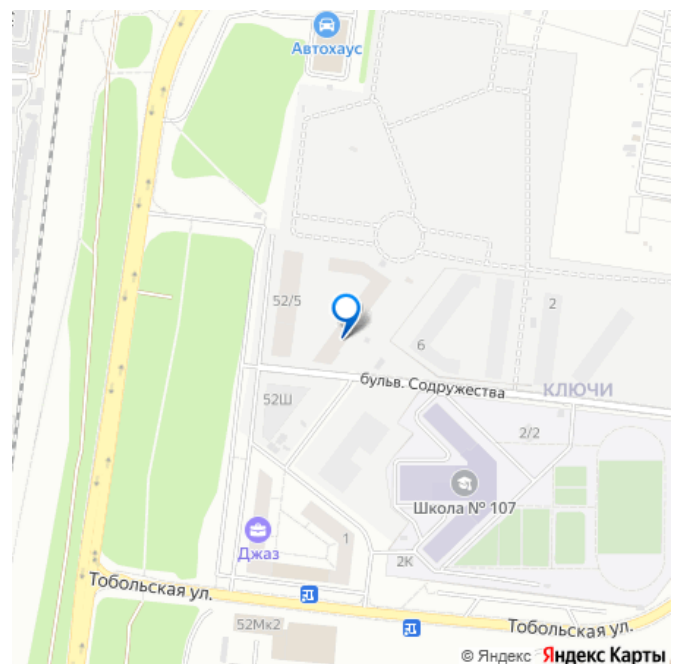 Автохаус
52/5
2
6
бульв. Содружества
КЛЮЧИ
52Ш
2/2
Школа № 107
1
Джаз
2К
Тобольская ул.
52Мк2
Тобольская ул.
© Яндекс Яндекс Карты